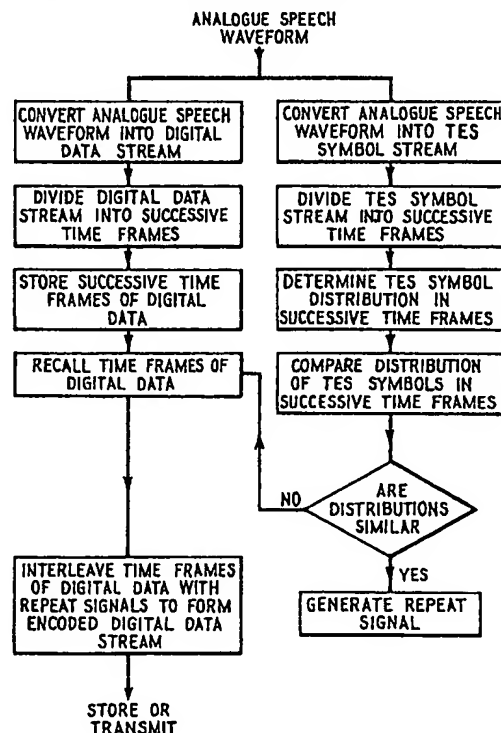 ANALOGUE SPEECH
WAVEFORM
CONVERT ANALOGUE SPEECH
WAVEFORM INTO DIGITAL
DATA STREAM
DIVIDE DIGITAL DATA
STREAM INTO SUCCESSIVE
TIME FRAMES
STORE SUCCESSIVE TIME
FRAMES OF DIGITAL
DATA
RECALL TIME FRAMES OF
DIGITAL DATA
INTERLEAVE TIME FRAMES
OF DIGITAL DATA WITH
REPEAT SIGNALS TO FORM
ENCODED DIGITAL DATA
STREAM
STORE OR
TRANSMIT
CONVERT ANALOGUE SPEECH
WAVEFORM INTO TES
SYMBOL STREAM
DIVIDE TES SYMBOL
STREAM INTO SUCCESSIVE
TIME FRAMES
DETERMINE TES SYMBOL
DISTRIBUTION IN
SUCCESSIVE TIME FRAMES
COMPARE DISTRIBUTION
OF TES SYMBOLS IN
SUCCESSIVE TIME FRAMES
NO
ARE
DISTRIBUTIONS
SIMILAR
YES
GENERATE REPEAT
SIGNAL